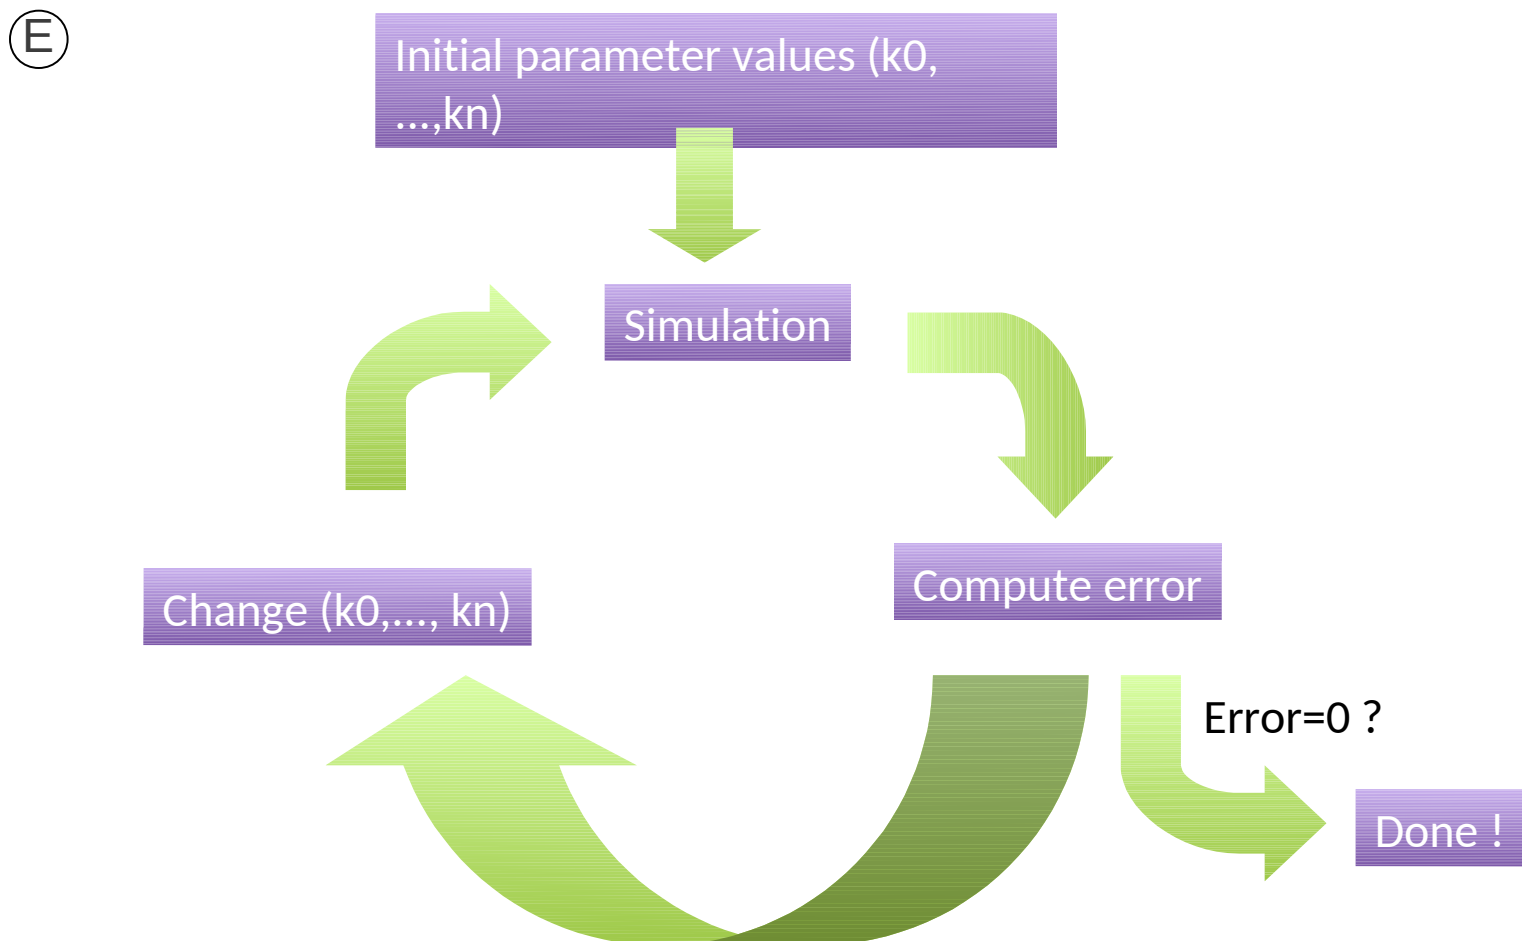 E
Initial parameter values (k0,
...,kn)
Simulation
Compute error
Change (k0,..., kn)
Error=0 ?
Done !